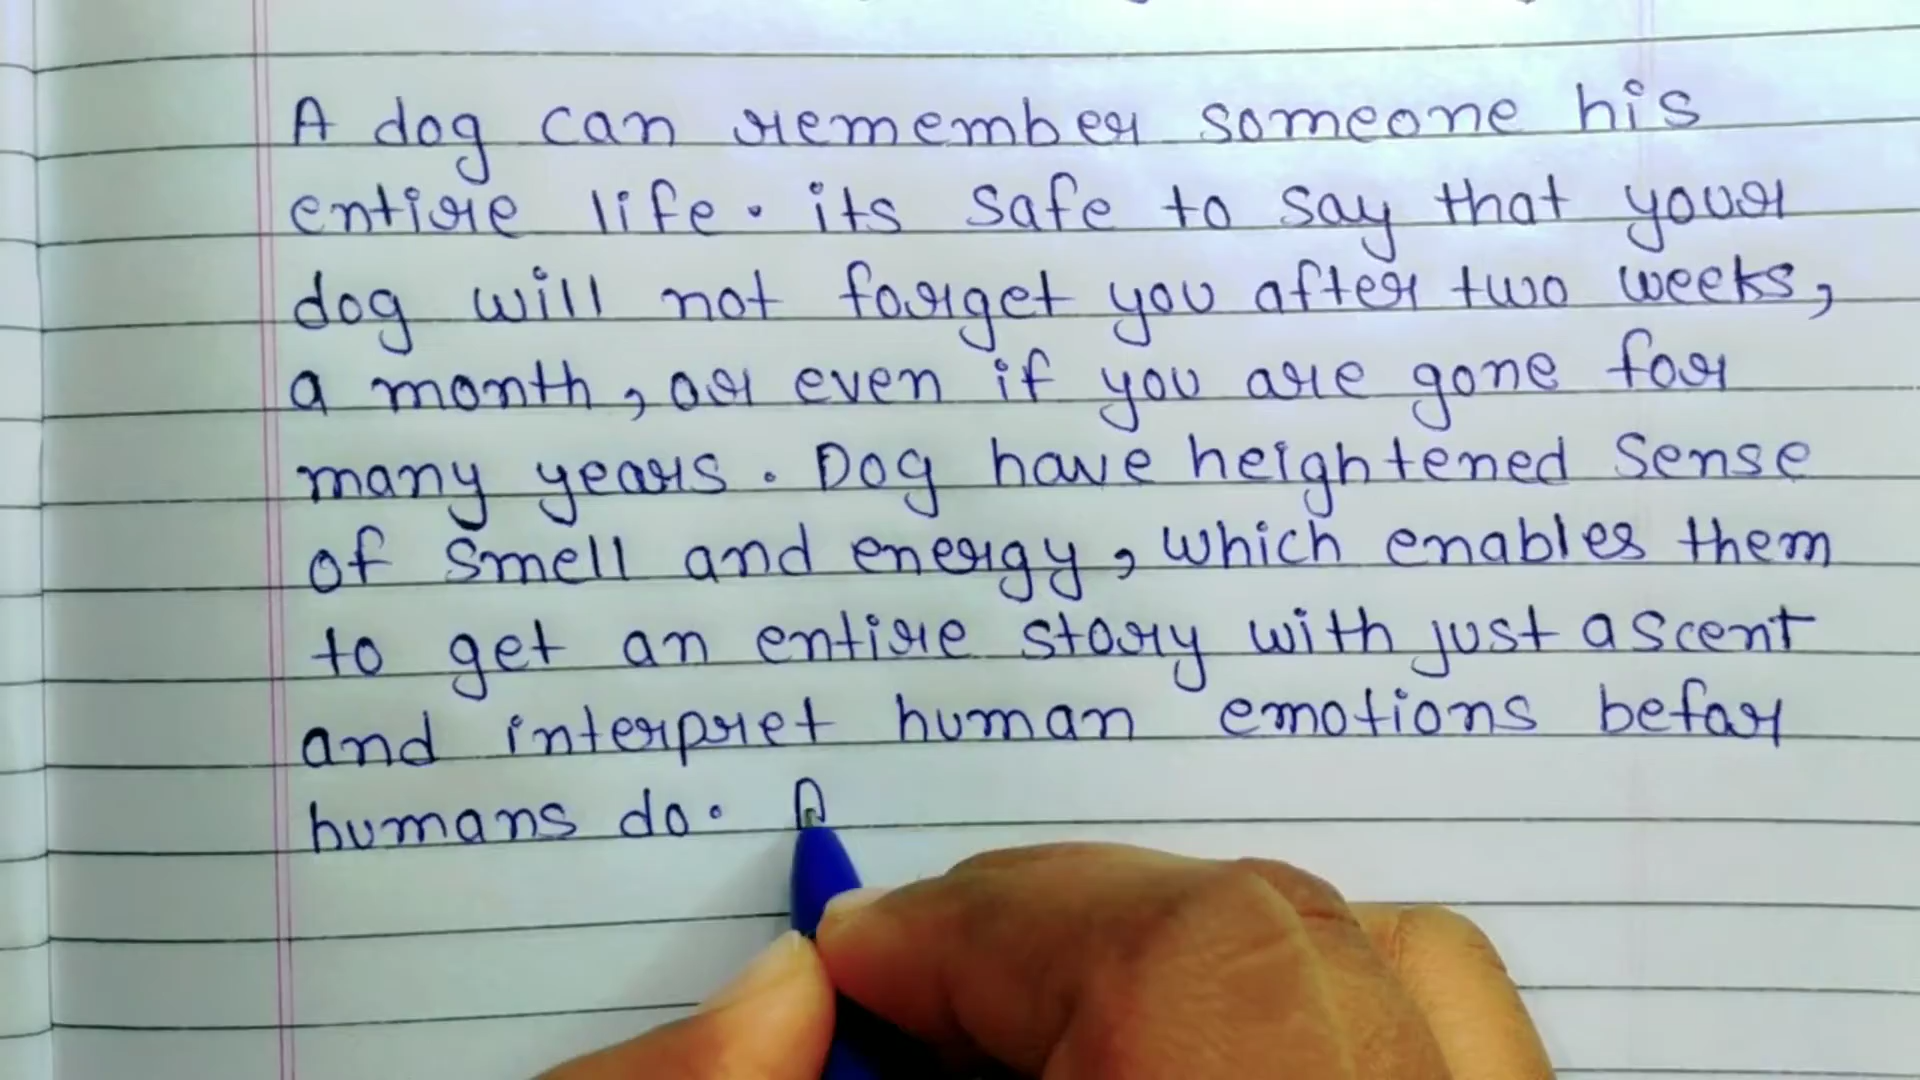 A dog can remember someone his
entire life. its safe to say that your
dog will not forget you after two weeks,
a month, or even if you are gone for
many years. Dog have heightened sense
of smell and energy, which enables them
to get an entire story with just a scent
and interpret human emotions befor
humans do. A